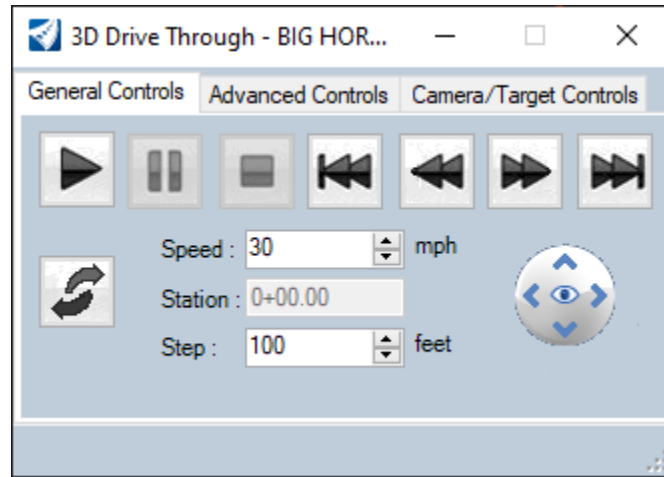 3D Drive Through - BIG HOR...
General Controls Advanced Controls Camera/Target Controls
Speed : 30 mph
Station : 0+00.00
Step : 100 feet